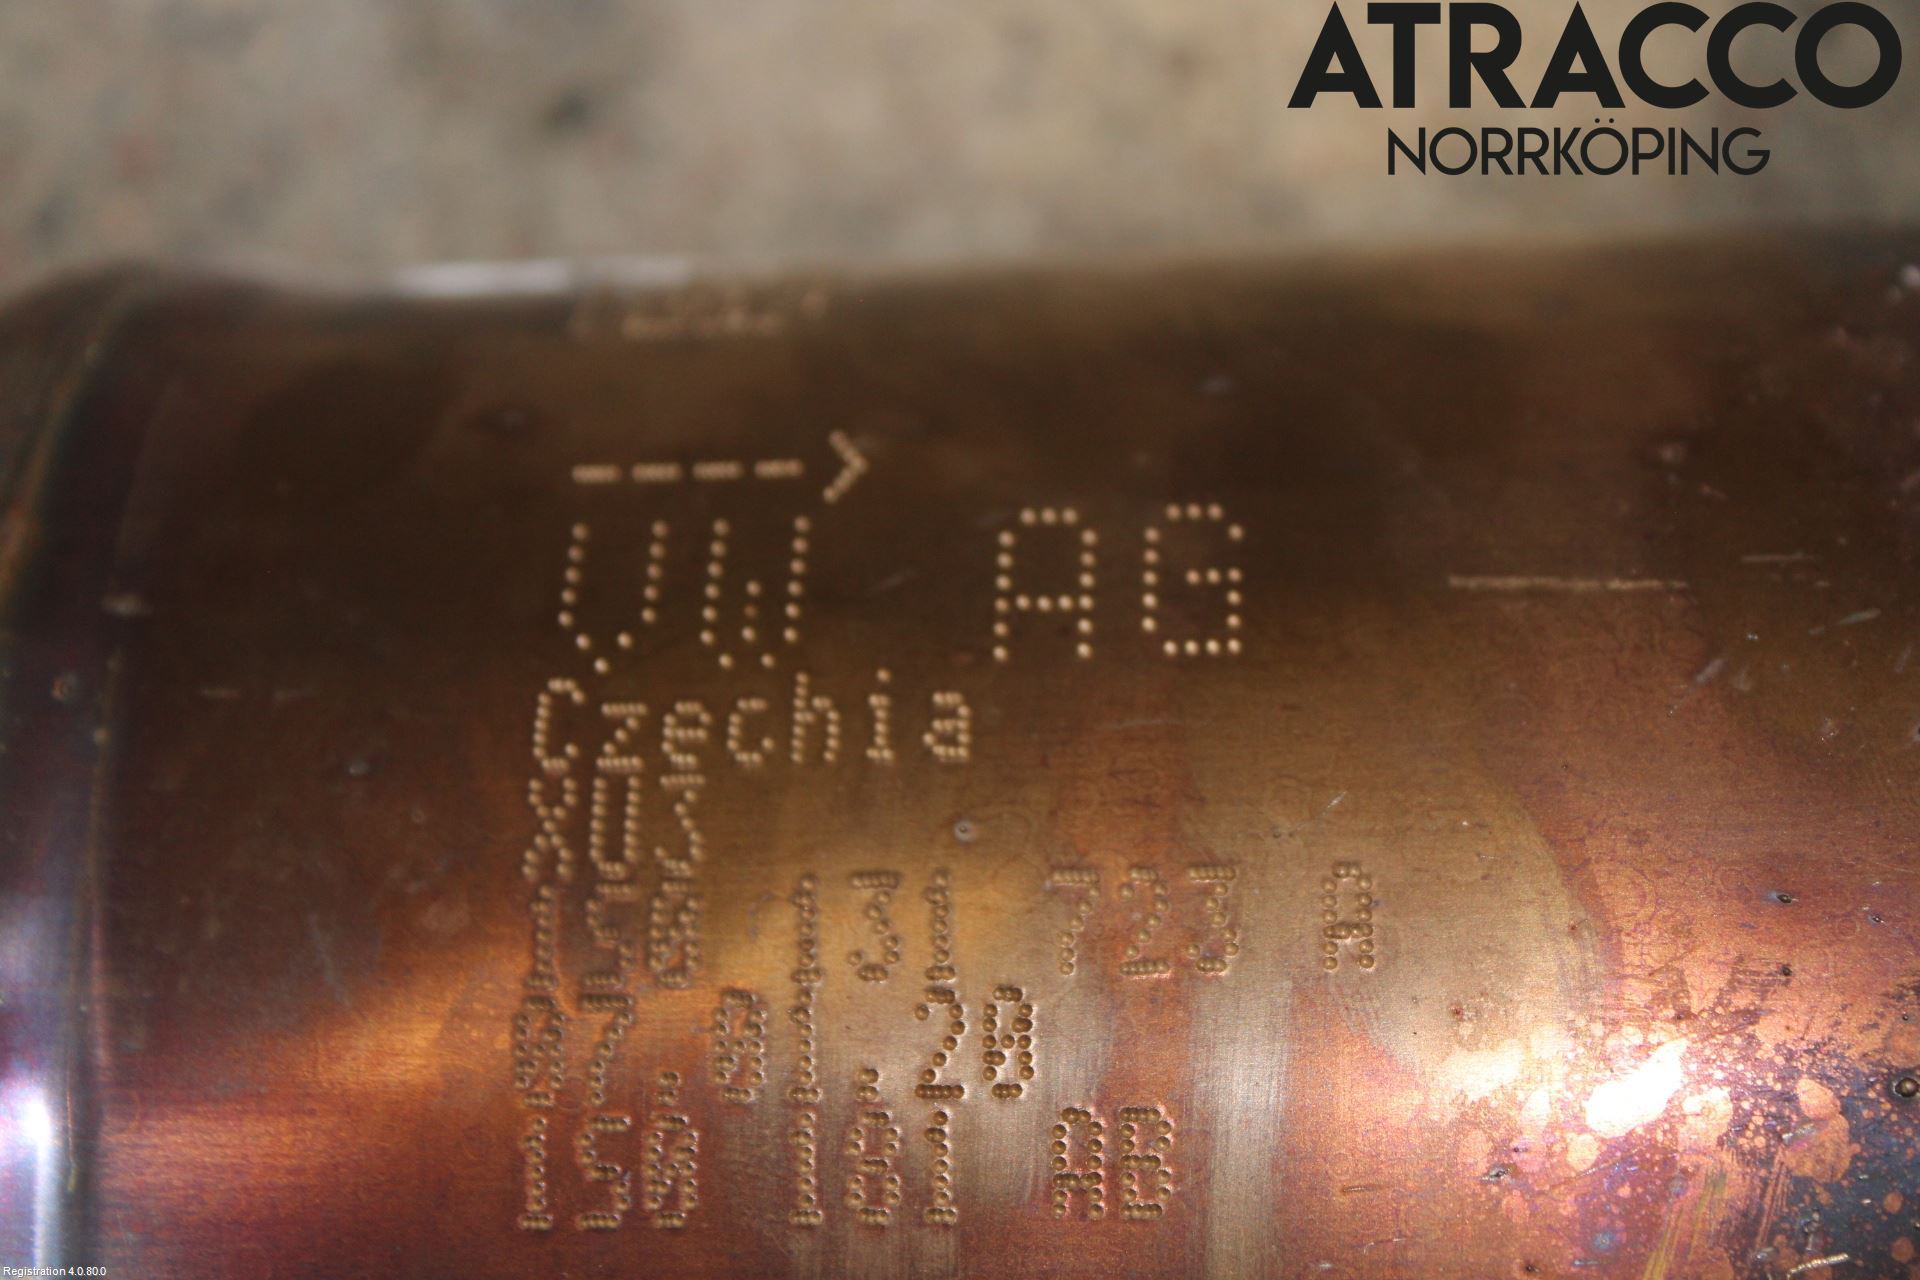 ATRACCO
NORRKÖPING
---->
VW AG
Czechia
XU3
1S0 131 723 A
07.01.20
1S0 181 AB
Registration 4.0.80.0